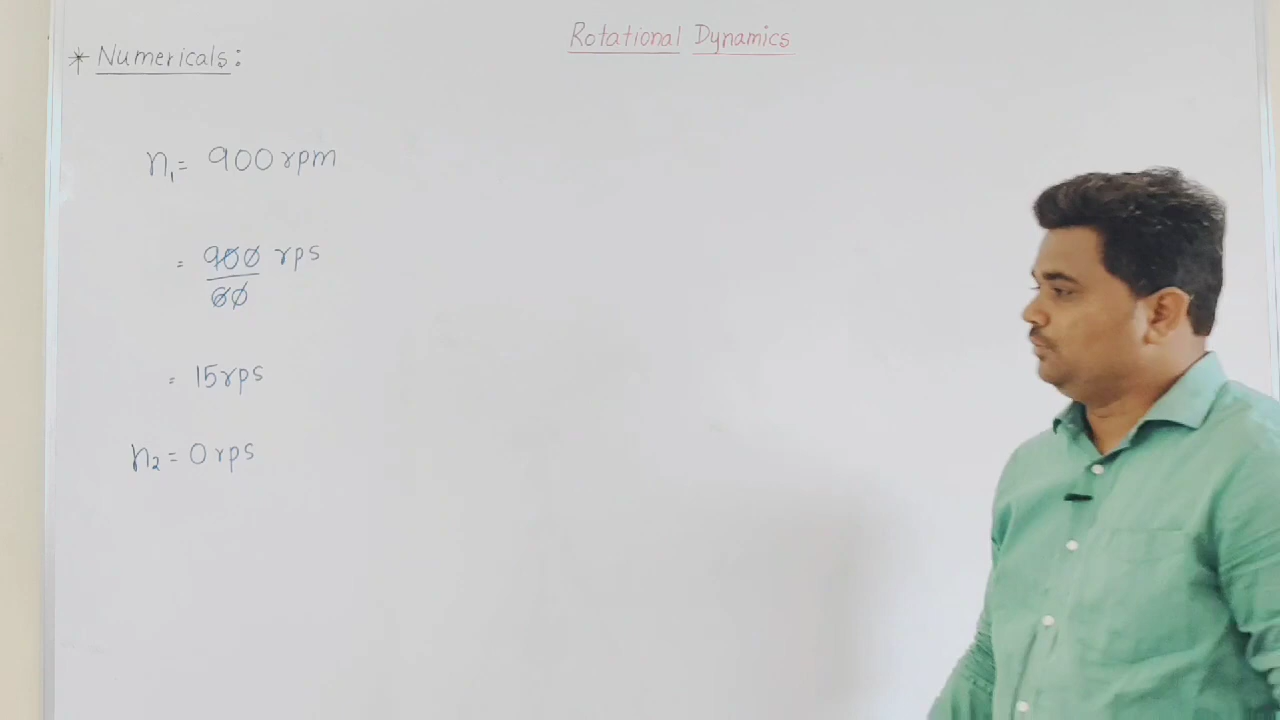 Rotational Dynamics
* Numericals:
n₁ = 900 rpm
= 900/60 rps
= 15 rps
n₂ = 0 rps